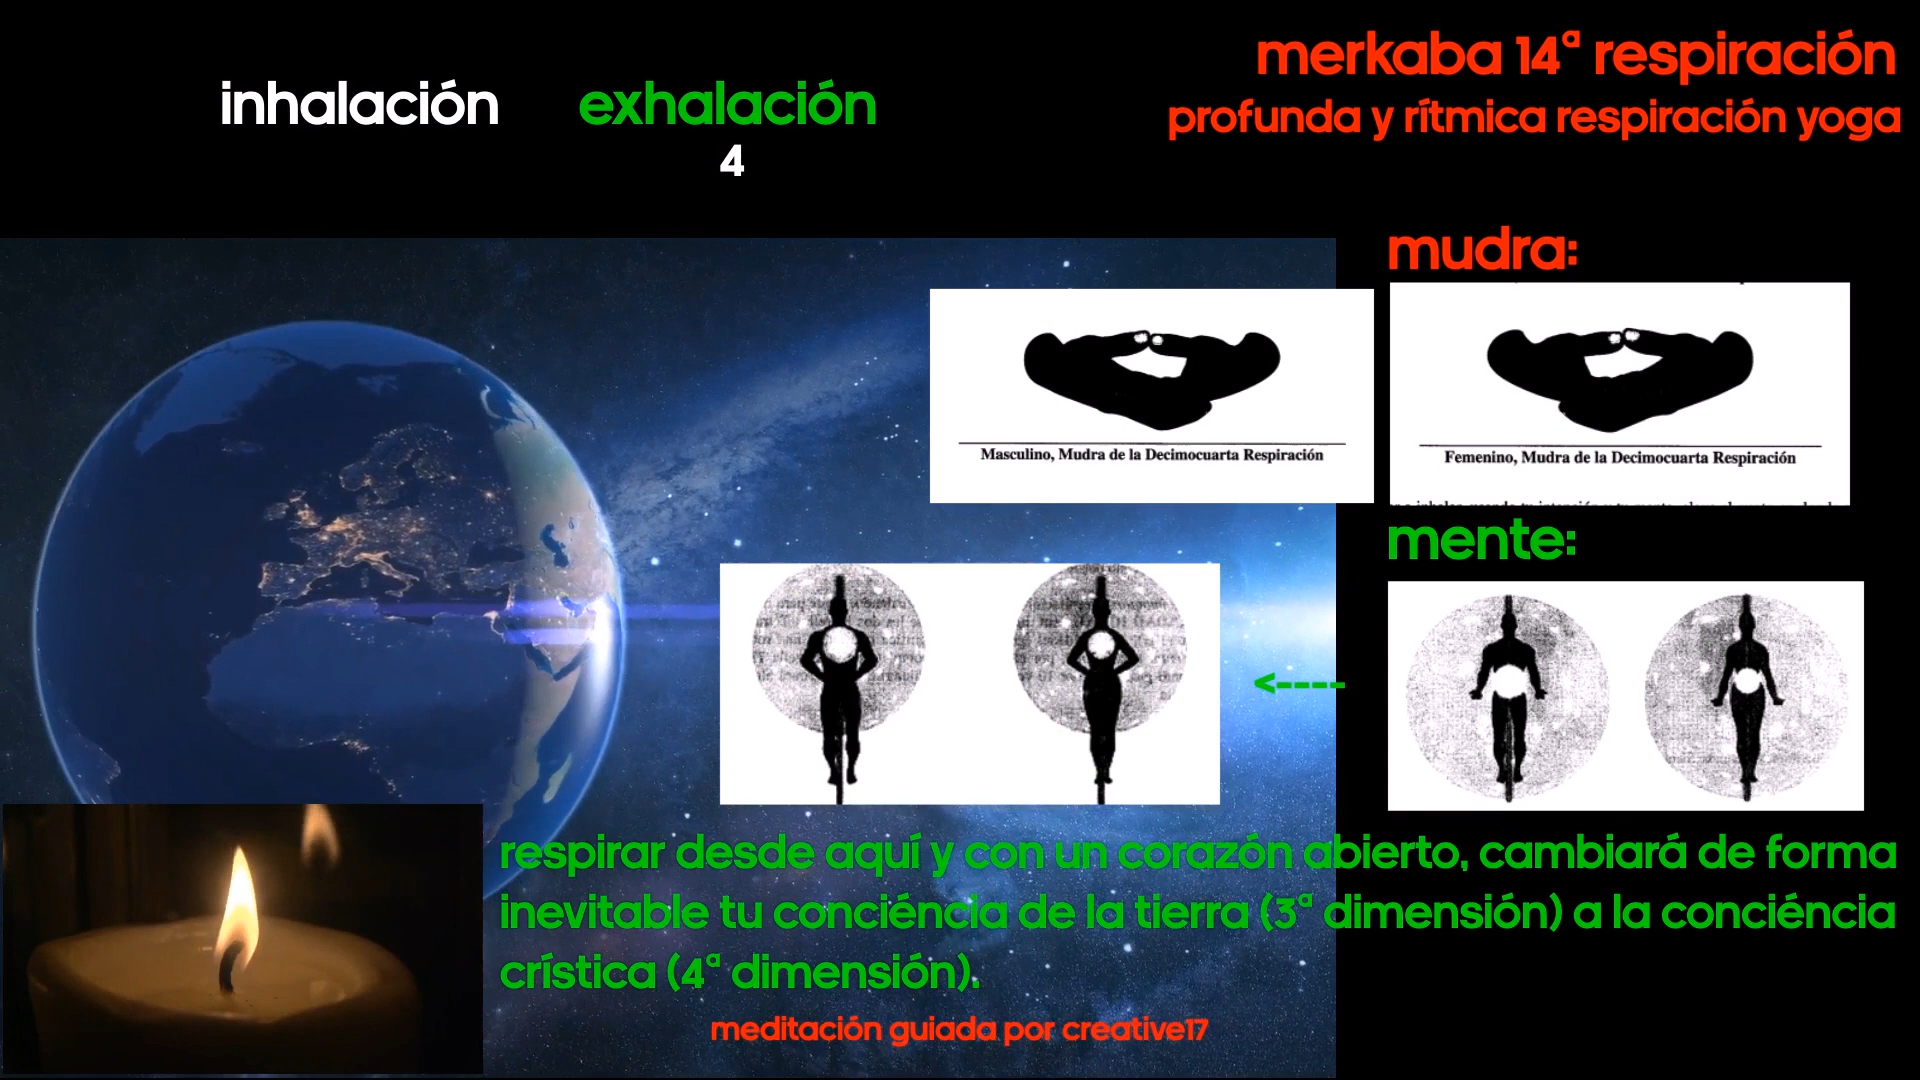 merkaba 14ª respiración
profunda y rítmica respiración yoga
inhalación
exhalación
4
mudra:
Masculino, Mudra de la Decimocuarta Respiración
Femenino, Mudra de la Decimocuarta Respiración
mente:
<----
respirar desde aquí y con un corazón abierto, cambiará de forma
inevitable tu conciéncia de la tierra (3ª dimensión) a la conciéncia
crística (4ª dimensión).
meditación guiada por creative17